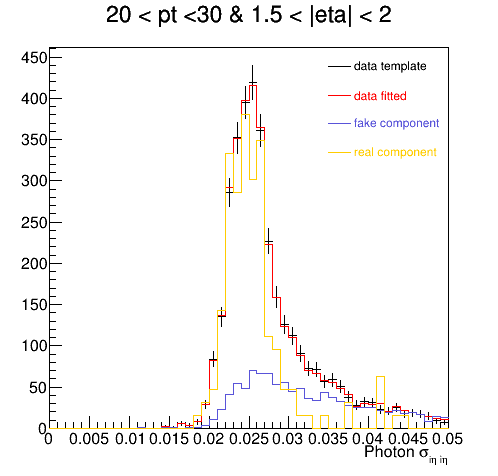 20 < pt <30 & 1.5 < |eta| < 2
450
400
350
300
250
200
150
100
50
0
data template
data fitted
fake component
real component
0 0.005 0.01 0.015 0.02 0.025 0.03 0.035 0.04 0.045 0.05
Photon σ iη iη